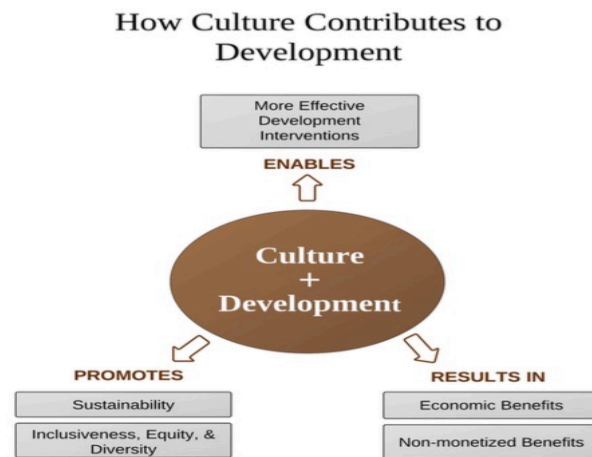 How Culture Contributes to
Development
More Effective
Development
Interventions
ENABLES
Culture
+
Development
PROMOTES
Sustainability
Inclusiveness, Equity, &
Diversity
RESULTS IN
Economic Benefits
Non-monetized Benefits